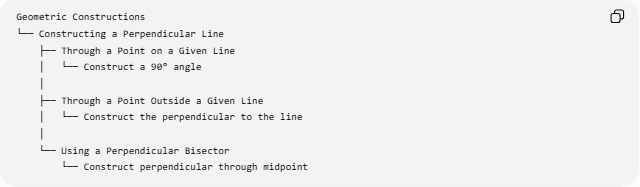 Geometric Constructions
└── Constructing a Perpendicular Line
    ├── Through a Point on a Given Line
    │   └── Construct a 90° angle
    │
    ├── Through a Point Outside a Given Line
    │   └── Construct the perpendicular to the line
    │
    └── Using a Perpendicular Bisector
        └── Construct perpendicular through midpoint